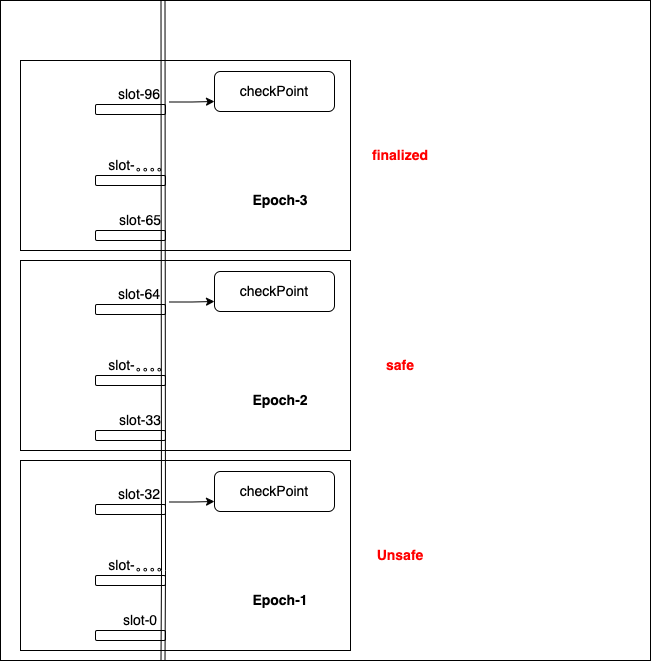 slot-96
checkPoint
slot-。。。。
finalized
Epoch-3
slot-65
slot-64
checkPoint
slot-。。。。
safe
Epoch-2
slot-33
slot-32
checkPoint
slot-。。。。
Unsafe
Epoch-1
slot-0